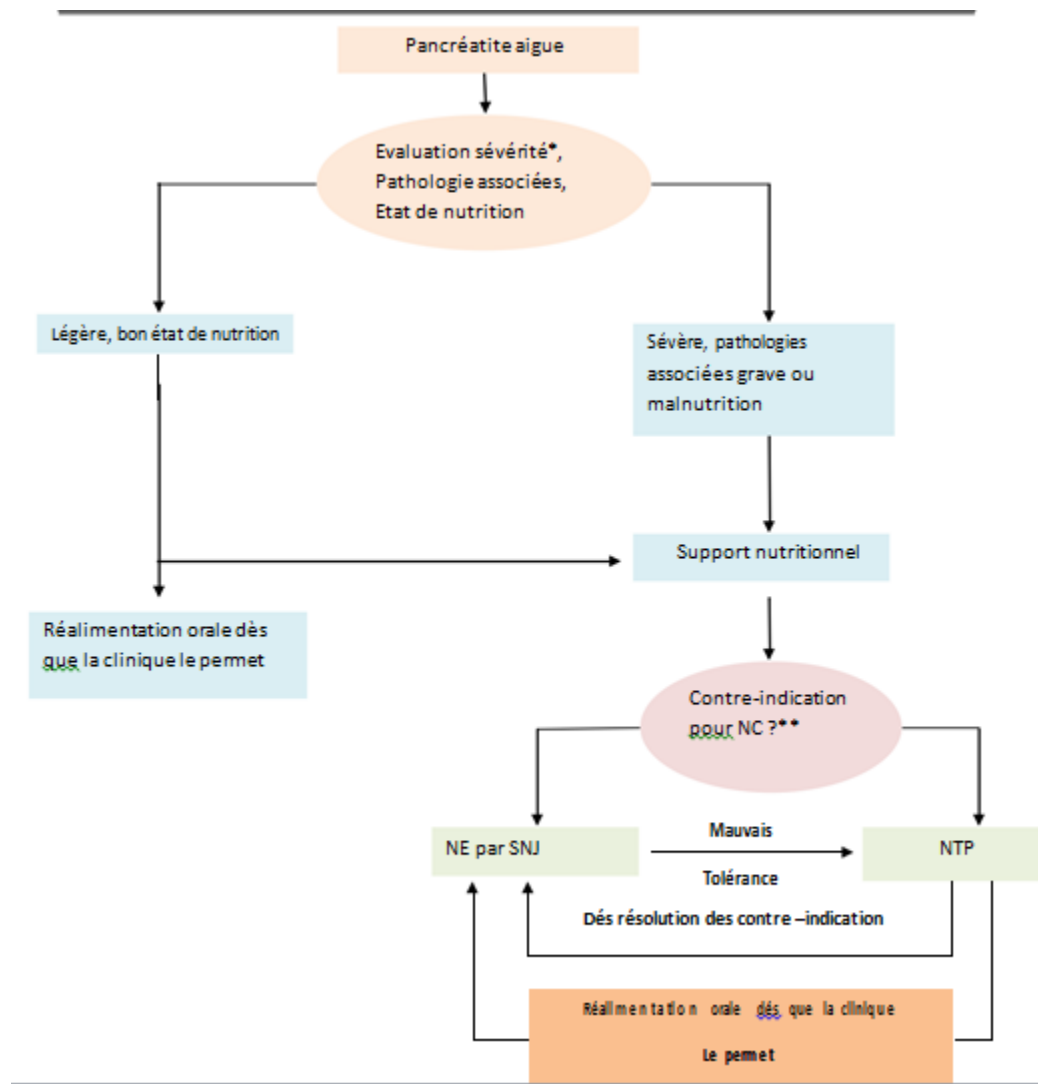 Pancréatite aigue
Evaluation sévérité*,
Pathologie associées,
Etat de nutrition
Légère, bon état de nutrition
Sévère, pathologies
associées grave ou
malnutrition
Support nutritionnel
Réalimentation orale dès
que la clinique le permet
Contre-indication
pour NC ?**
NE par SNJ
Mauvais
Tolérance
NTP
Dés résolution des contre –indication
Réalimentation orale dés que la clinique
Le permet